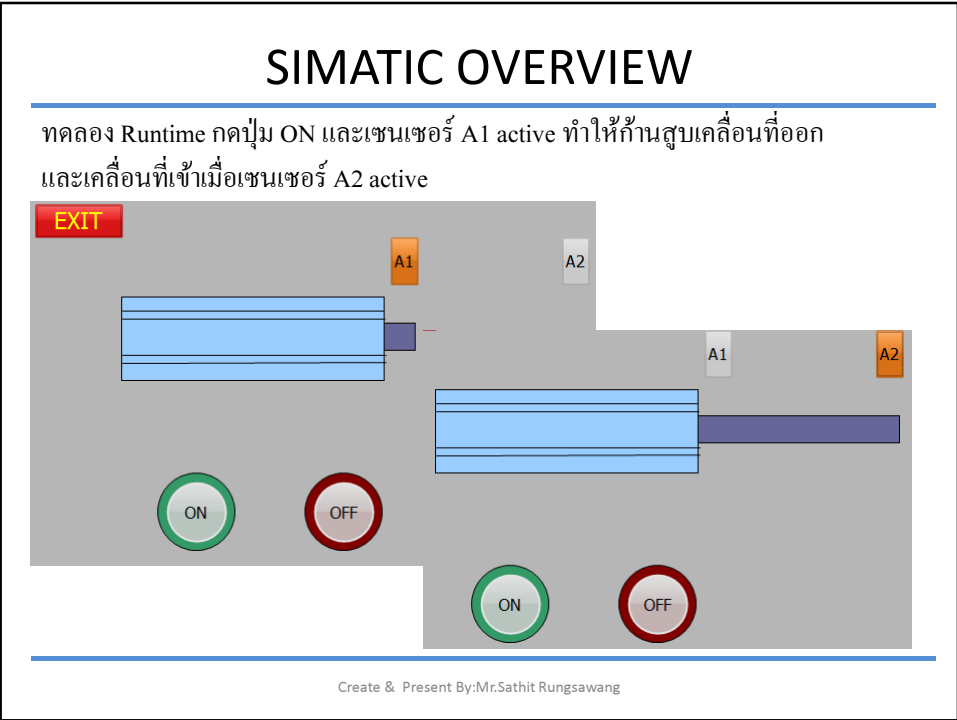 SIMATIC OVERVIEW
ทดลอง Runtime กดปุ่ม ON และเซนเซอร์ A1 active ทำให้ก้านสูบเคลื่อนที่ออก
และเคลื่อนที่เข้าเมื่อเซนเซอร์ A2 active
EXIT
A1
A2
A1
A2
ON
OFF
ON
OFF
Create & Present By:Mr.Sathit Rungsawang